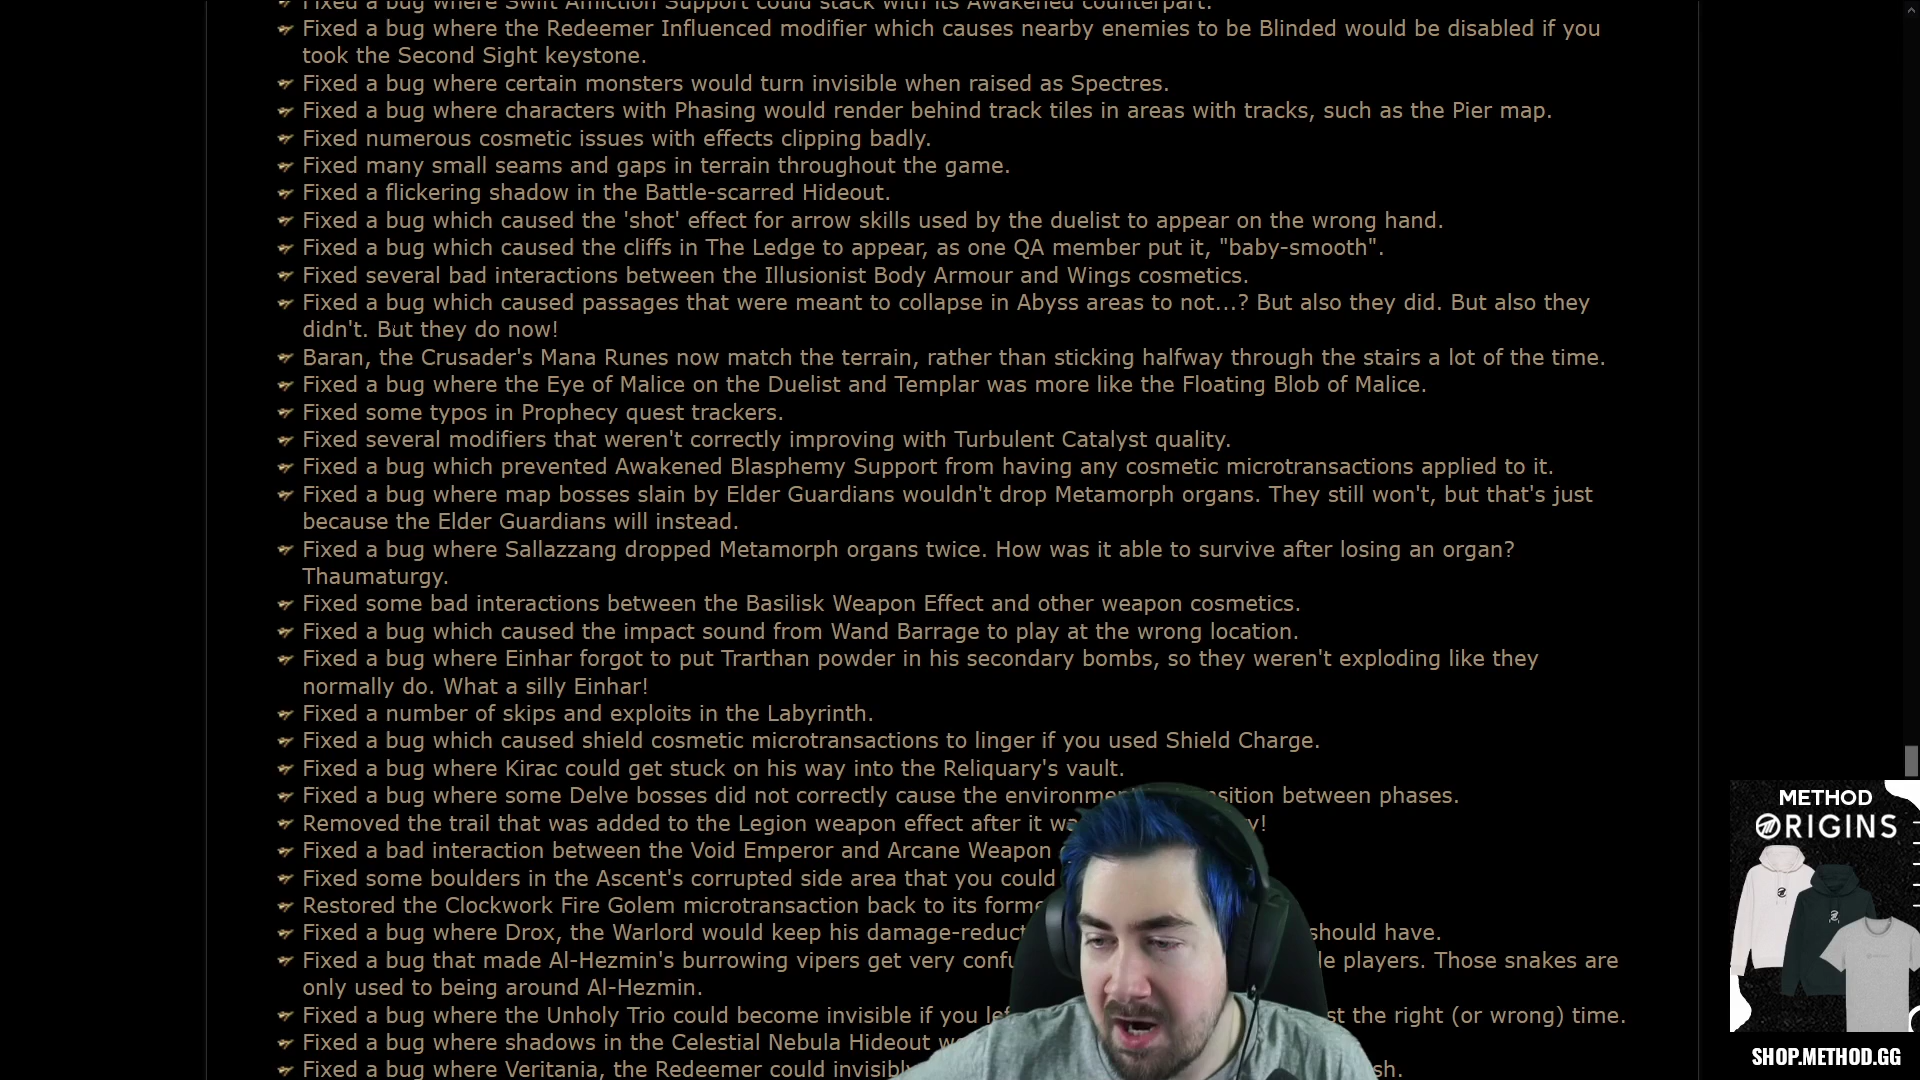 Fixed a bug where Swift Affliction Support could stack with its Awakened counterpart.
Fixed a bug where the Redeemer Influenced modifier which causes nearby enemies to be Blinded would be disabled if you
took the Second Sight keystone.
Fixed a bug where certain monsters would turn invisible when raised as Spectres.
Fixed a bug where characters with Phasing would render behind track tiles in areas with tracks, such as the Pier map.
Fixed numerous cosmetic issues with effects clipping badly.
Fixed many small seams and gaps in terrain throughout the game.
Fixed a flickering shadow in the Battle-scarred Hideout.
Fixed a bug which caused the 'shot' effect for arrow skills used by the duelist to appear on the wrong hand.
Fixed a bug which caused the cliffs in The Ledge to appear, as one QA member put it, "baby-smooth".
Fixed several bad interactions between the Illusionist Body Armour and Wings cosmetics.
Fixed a bug which caused passages that were meant to collapse in Abyss areas to not...? But also they did. But also they
didn't. But they do now!
Baran, the Crusader's Mana Runes now match the terrain, rather than sticking halfway through the stairs a lot of the time.
Fixed a bug where the Eye of Malice on the Duelist and Templar was more like the Floating Blob of Malice.
Fixed some typos in Prophecy quest trackers.
Fixed several modifiers that weren't correctly improving with Turbulent Catalyst quality.
Fixed a bug which prevented Awakened Blasphemy Support from having any cosmetic microtransactions applied to it.
Fixed a bug where map bosses slain by Elder Guardians wouldn't drop Metamorph organs. They still won't, but that's just
because the Elder Guardians will instead.
Fixed a bug where Sallazzang dropped Metamorph organs twice. How was it able to survive after losing an organ?
Thaumaturgy.
Fixed some bad interactions between the Basilisk Weapon Effect and other weapon cosmetics.
Fixed a bug which caused the impact sound from Wand Barrage to play at the wrong location.
Fixed a bug where Einhar forgot to put Trarthan powder in his secondary bombs, so they weren't exploding like they
normally do. What a silly Einhar!
Fixed a number of skips and exploits in the Labyrinth.
Fixed a bug which caused shield cosmetic microtransactions to linger if you used Shield Charge.
Fixed a bug where Kirac could get stuck on his way into the Reliquary's vault.
Fixed a bug where some Delve bosses did not correctly cause the between phases.
Removed the trail that was added to the Legion weapon effect after it
Fixed a bad interaction between the Void Emperor and Arcane Weapon
Fixed some boulders in the Ascent's corrupted side area that you could
Restored the Clockwork Fire Golem microtransaction back to its
Fixed a bug where Drox, the Warlord would keep his should have.
Fixed a bug that made Al-Hezmin's burrowing vipers get very players. Those snakes are
only used to being around Al-Hezmin.
Fixed a bug where the Unholy Trio could become invisible if you the right (or wrong) time.
Fixed a bug where shadows in the Celestial Nebula Hideout
Fixed a bug where Veritania, the Redeemer could
METHOD
ORIGINS
SHOP.METHOD.GG